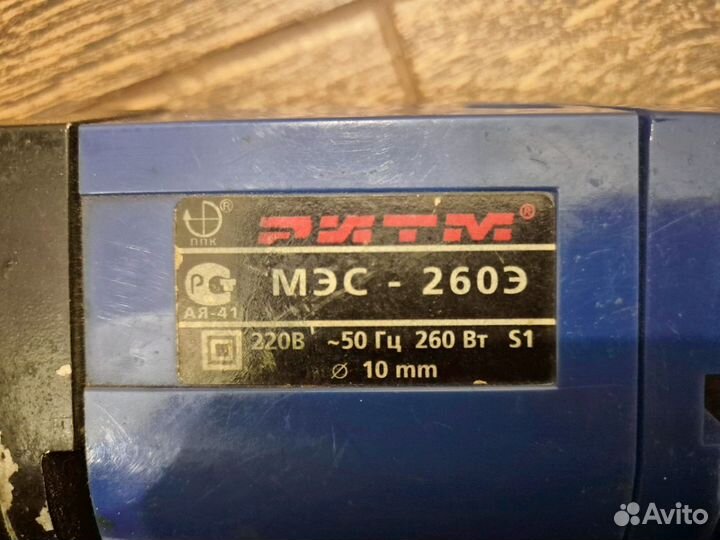 ППК ® РИТМ®
РСТ МЭС - 260Э
АЯ-41
220В ~50 Гц 260 Вт S1
⌀ 10 mm
Avito